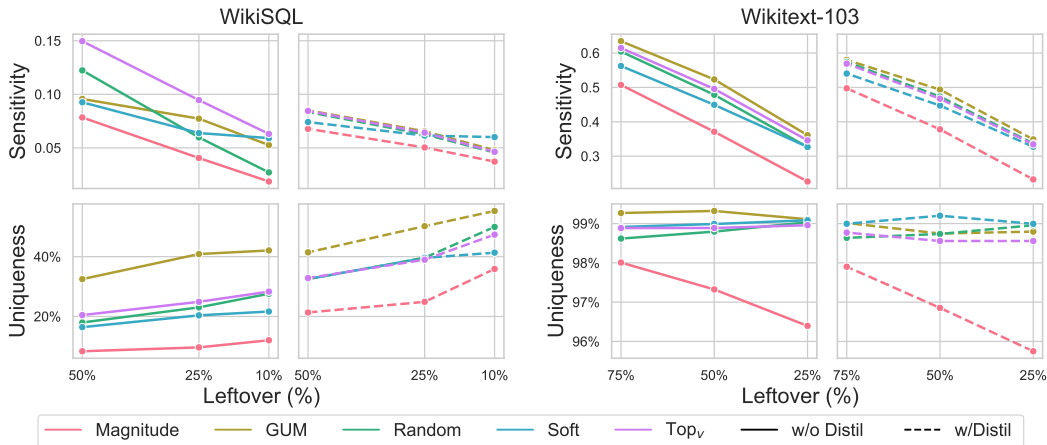 WikiSQL
Wikitext-103
Sensitivity
0.15
0.10
0.05
Sensitivity
0.6
0.5
0.4
0.3
Uniqueness
40%
20%
Uniqueness
99%
98%
97%
96%
50% 25% 10% 50% 25% 10%
75% 50% 25% 75% 50% 25%
Leftover (%)
Leftover (%)
Magnitude GUM Random Soft Topv w/o Distil w/Distil